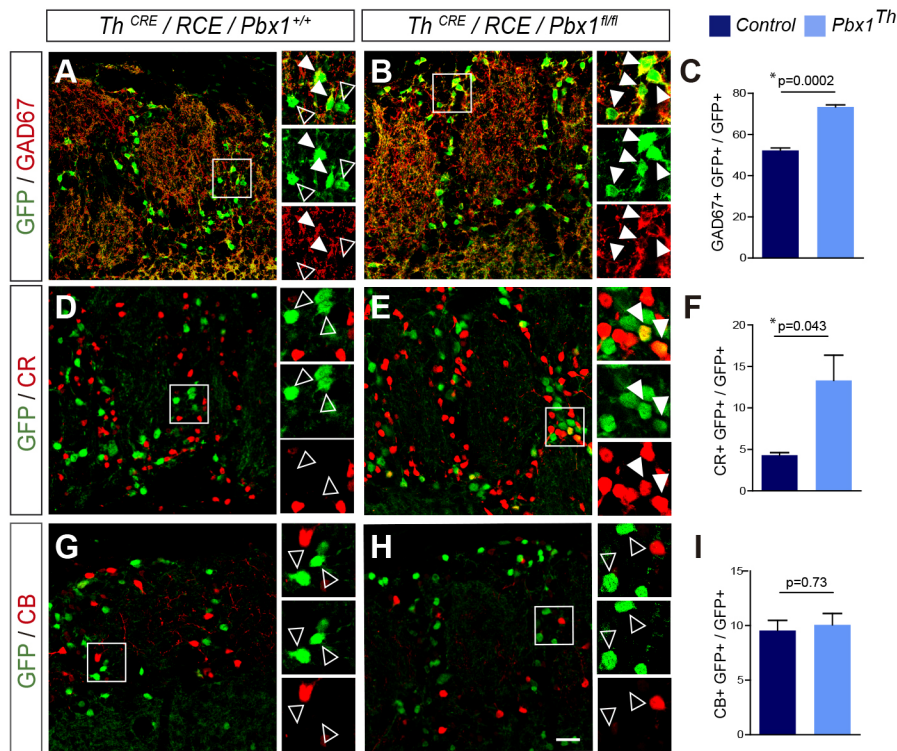 Th CRE / RCE / Pbx1+/+
Th CRE / RCE / Pbx1fl/fl
Control
Pbx1Th
GFP / GAD67
A
B
C
*p=0.0002
GAD67+ GFP+ / GFP+
80
60
40
20
0
GFP / CR
D
E
F
*p=0.043
CR+ GFP+ / GFP+
20
15
10
5
0
GFP / CB
G
H
I
p=0.73
CB+ GFP+ / GFP+
15
10
5
0